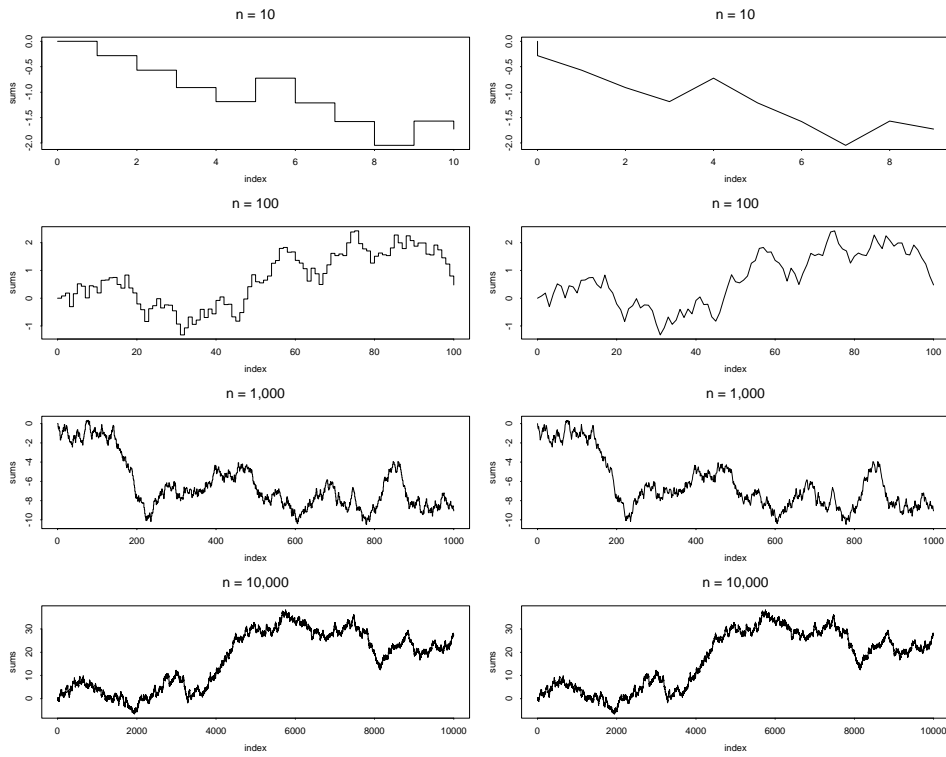 n = 10
sums
0.0
-0.5
-1.0
-1.5
-2.0
0 2 4 6 8 10
index
n = 10
sums
0.0
-0.5
-1.0
-1.5
-2.0
0 2 4 6 8
index
n = 100
sums
2
1
0
-1
0 20 40 60 80 100
index
n = 100
sums
2
1
0
-1
0 20 40 60 80 100
index
n = 1,000
sums
0
-2
-4
-6
-8
-10
0 200 400 600 800 1000
index
n = 1,000
sums
0
-2
-4
-6
-8
-10
0 200 400 600 800 1000
index
n = 10,000
sums
30
20
10
0
0 2000 4000 6000 8000 10000
index
n = 10,000
sums
30
20
10
0
0 2000 4000 6000 8000 10000
index